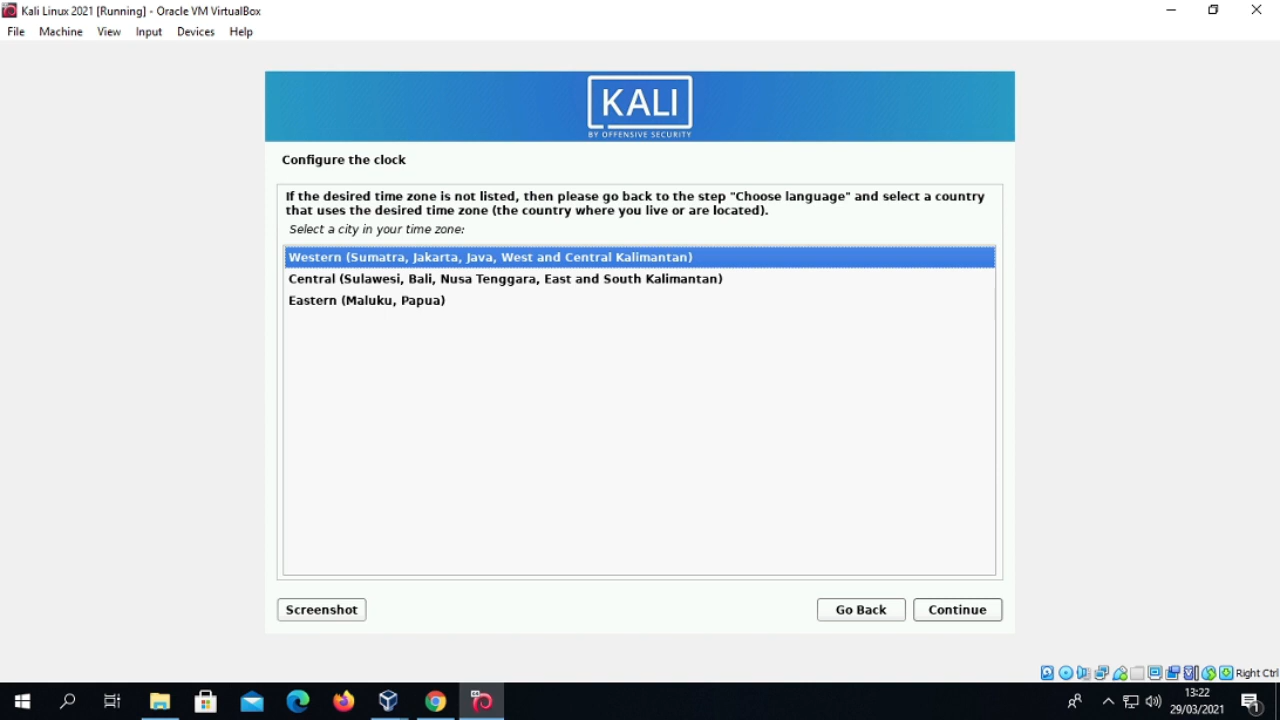 Kali Linux 2021 [Running] - Oracle VM VirtualBox
File Machine View Input Devices Help
KALI
BY OFFENSIVE SECURITY
Configure the clock
If the desired time zone is not listed, then please go back to the step "Choose language" and select a country
that uses the desired time zone (the country where you live or are located).
Select a city in your time zone:
Western (Sumatra, Jakarta, Java, West and Central Kalimantan)
Central (Sulawesi, Bali, Nusa Tenggara, East and South Kalimantan)
Eastern (Maluku, Papua)
Screenshot Go Back Continue
Right Ctrl
13:22
29/03/2021
1